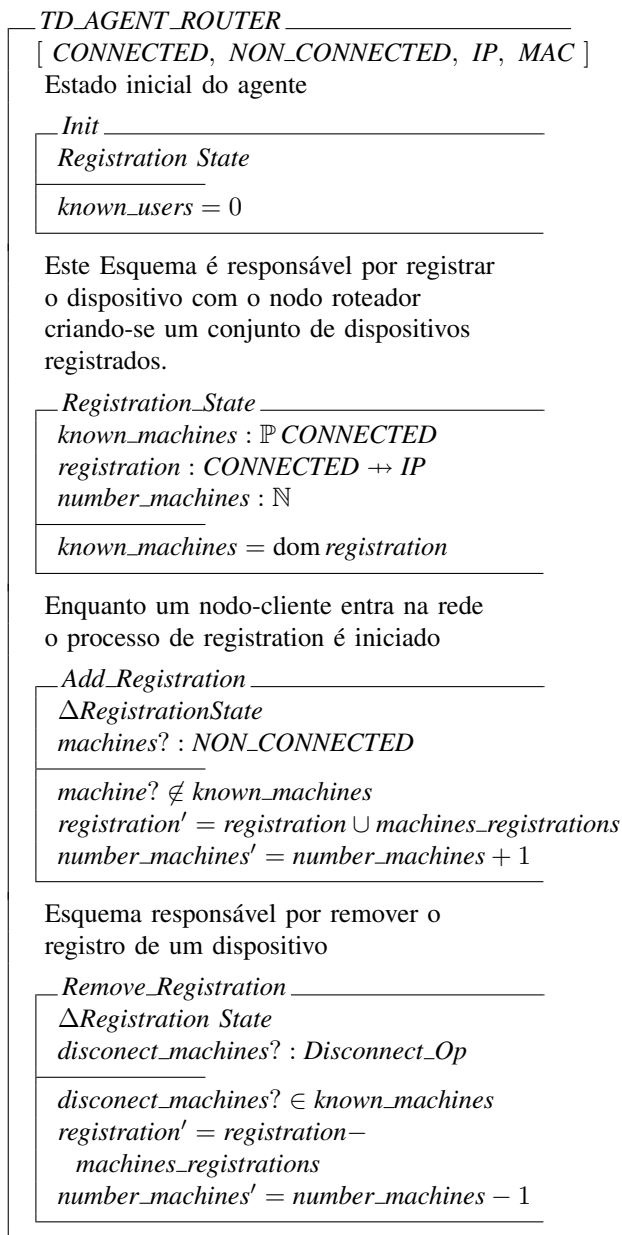 TD_AGENT_ROUTER
[ CONNECTED, NON_CONNECTED, IP, MAC ]
Estado inicial do agente
Init
Registration State
known_users = 0
Este Esquema é responsável por registrar
o dispositivo com o nodo roteador
criando-se um conjunto de dispositivos
registrados.
Registration_State
known_machines : ℙ CONNECTED
registration : CONNECTED ⇸ IP
number_machines : ℕ
known_machines = dom registration
Enquanto um nodo-cliente entra na rede
o processo de registration é iniciado
Add_Registration
ΔRegistrationState
machines? : NON_CONNECTED
machine? ∉ known_machines
registration′ = registration ∪ machines_registrations
number_machines′ = number_machines + 1
Esquema responsável por remover o
registro de um dispositivo
Remove_Registration
ΔRegistration State
disconect_machines? : Disconnect_Op
disconect_machines? ∈ known_machines
registration′ = registration−
machines_registrations
number_machines′ = number_machines − 1